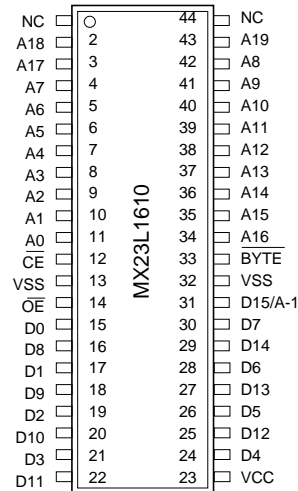 NC 44 NC
A18 2 43 A19
A17 3 42 A8
A7 4 41 A9
A6 5 40 A10
A5 6 39 A11
A4 7 38 A12
A3 8 37 A13
A2 9 36 A14
A1 10 35 A15
A0 11 34 A16
CE 12 33 BYTE
VSS 13 32 VSS
OE 14 31 D15/A-1
D0 15 30 D7
D8 16 29 D14
D1 17 28 D6
D9 18 27 D13
D2 19 26 D5
D10 20 25 D12
D3 21 24 D4
D11 22 23 VCC
MX23L1610